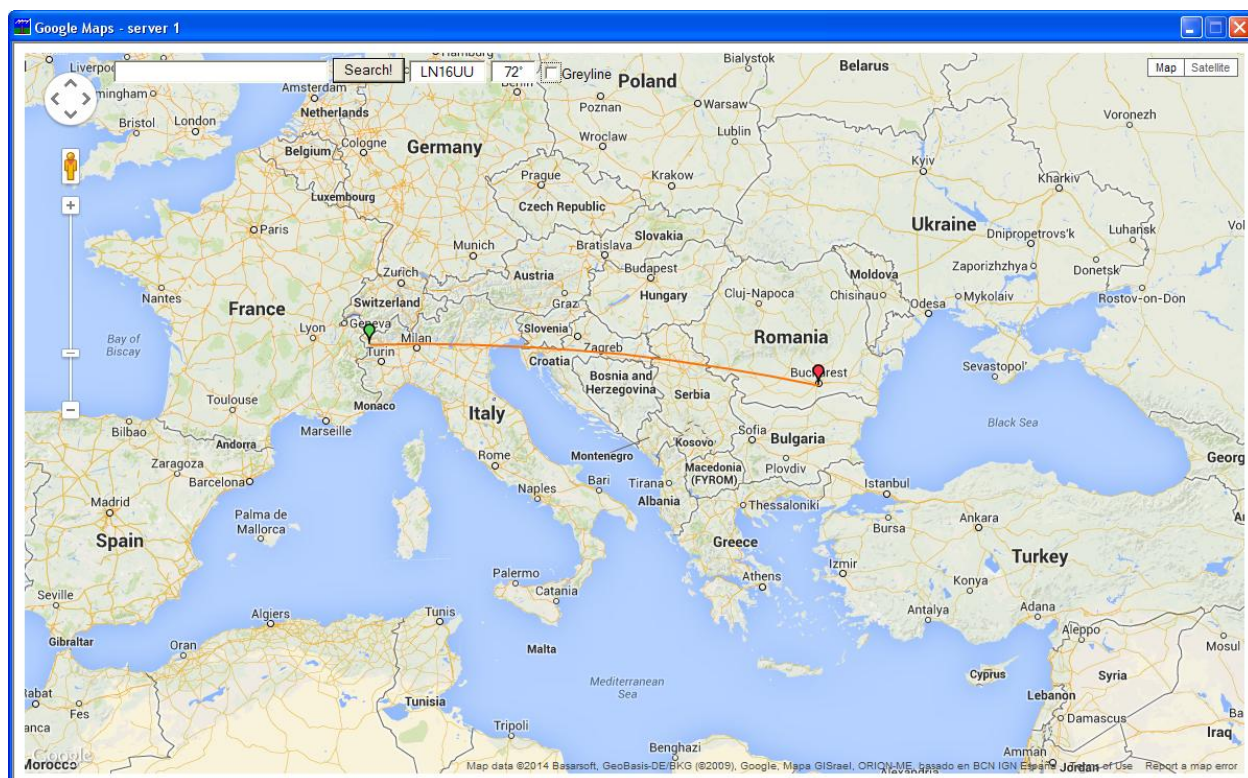 Google Maps - server 1
Search!
LN16UU
72°
Greyline
Map
Satellite
Bialystok
Belarus
Amsterdam
Poland
Poznan
Warsaw
Voronezh
Bristol
London
Netherlands
Wroclaw
Lublin
Belgium
Cologne
Germany
Kyiv
Kharkiv
Prague
Krakow
Luxembourg
Czech Republic
Ukraine
Dnipropetrovs'k
Luhansk
Paris
Slovakia
Munich
Bratislava
Zaporizhzhya
Donetsk
Nantes
Zurich
Austria
Budapest
Moldova
Switzerland
Graz
Hungary
Cluj-Napoca
Chisinau
Odesa
Mykolaiv
Rostov-on-Don
France
Geneva
Lyon
Slovenia
Zagreb
Romania
Bay of
Biscay
Milan
Turin
Croatia
Bosnia and
Herzegovina
Bucharest
Sevastopol'
Serbia
Toulouse
Monaco
Italy
Marseille
Black Sea
Bilbao
Andorra
Sofia
Bulgaria
Kosovo
Montenegro
Rome
Plovdiv
Georg
Zaragoza
Barcelona
Macedonia
(FYROM)
Tirana
Albania
Bari
Naples
Istanbul
Madrid
Thessaloniki
Palma de
Mallorca
Bursa
Ankara
Spain
Greece
Turkey
Izmir
Palermo
Catania
Athens
Konya
Seville
Antalya
Adana
Algiers
Tunis
Gibraltar
Oran
Malta
Aleppo
Mosul
Mediterranean
Sea
Cyprus
Syria
Rabat
Fes
Tunisia
Lebanon
Damascus
Tripoli
Iraq
Benghazi
Amman
Google
Morocco
Jordan
Map data ©2014 Basarsoft, GeoBasis-DE/BKG (©2009), Google, Mapa GISrael, ORION-ME, basado en BCN IGN España
of Use
Report a map error